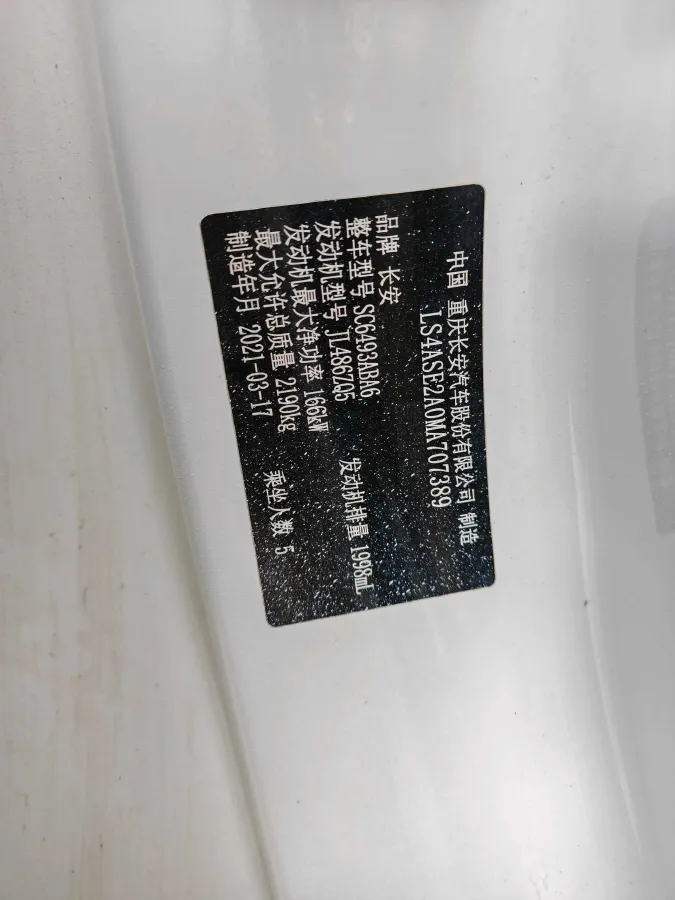 中国 重庆长安汽车股份有限公司 制造
LS4ASE2A0MA707389
品牌 长安
整车型号 SC6493ABA6
发动机型号 JL486ZQ5 发动机排量 1998mL
发动机最大净功率 166kW
最大允许总质量 2190kg
制造年月 2021-03-17 乘坐人数 5